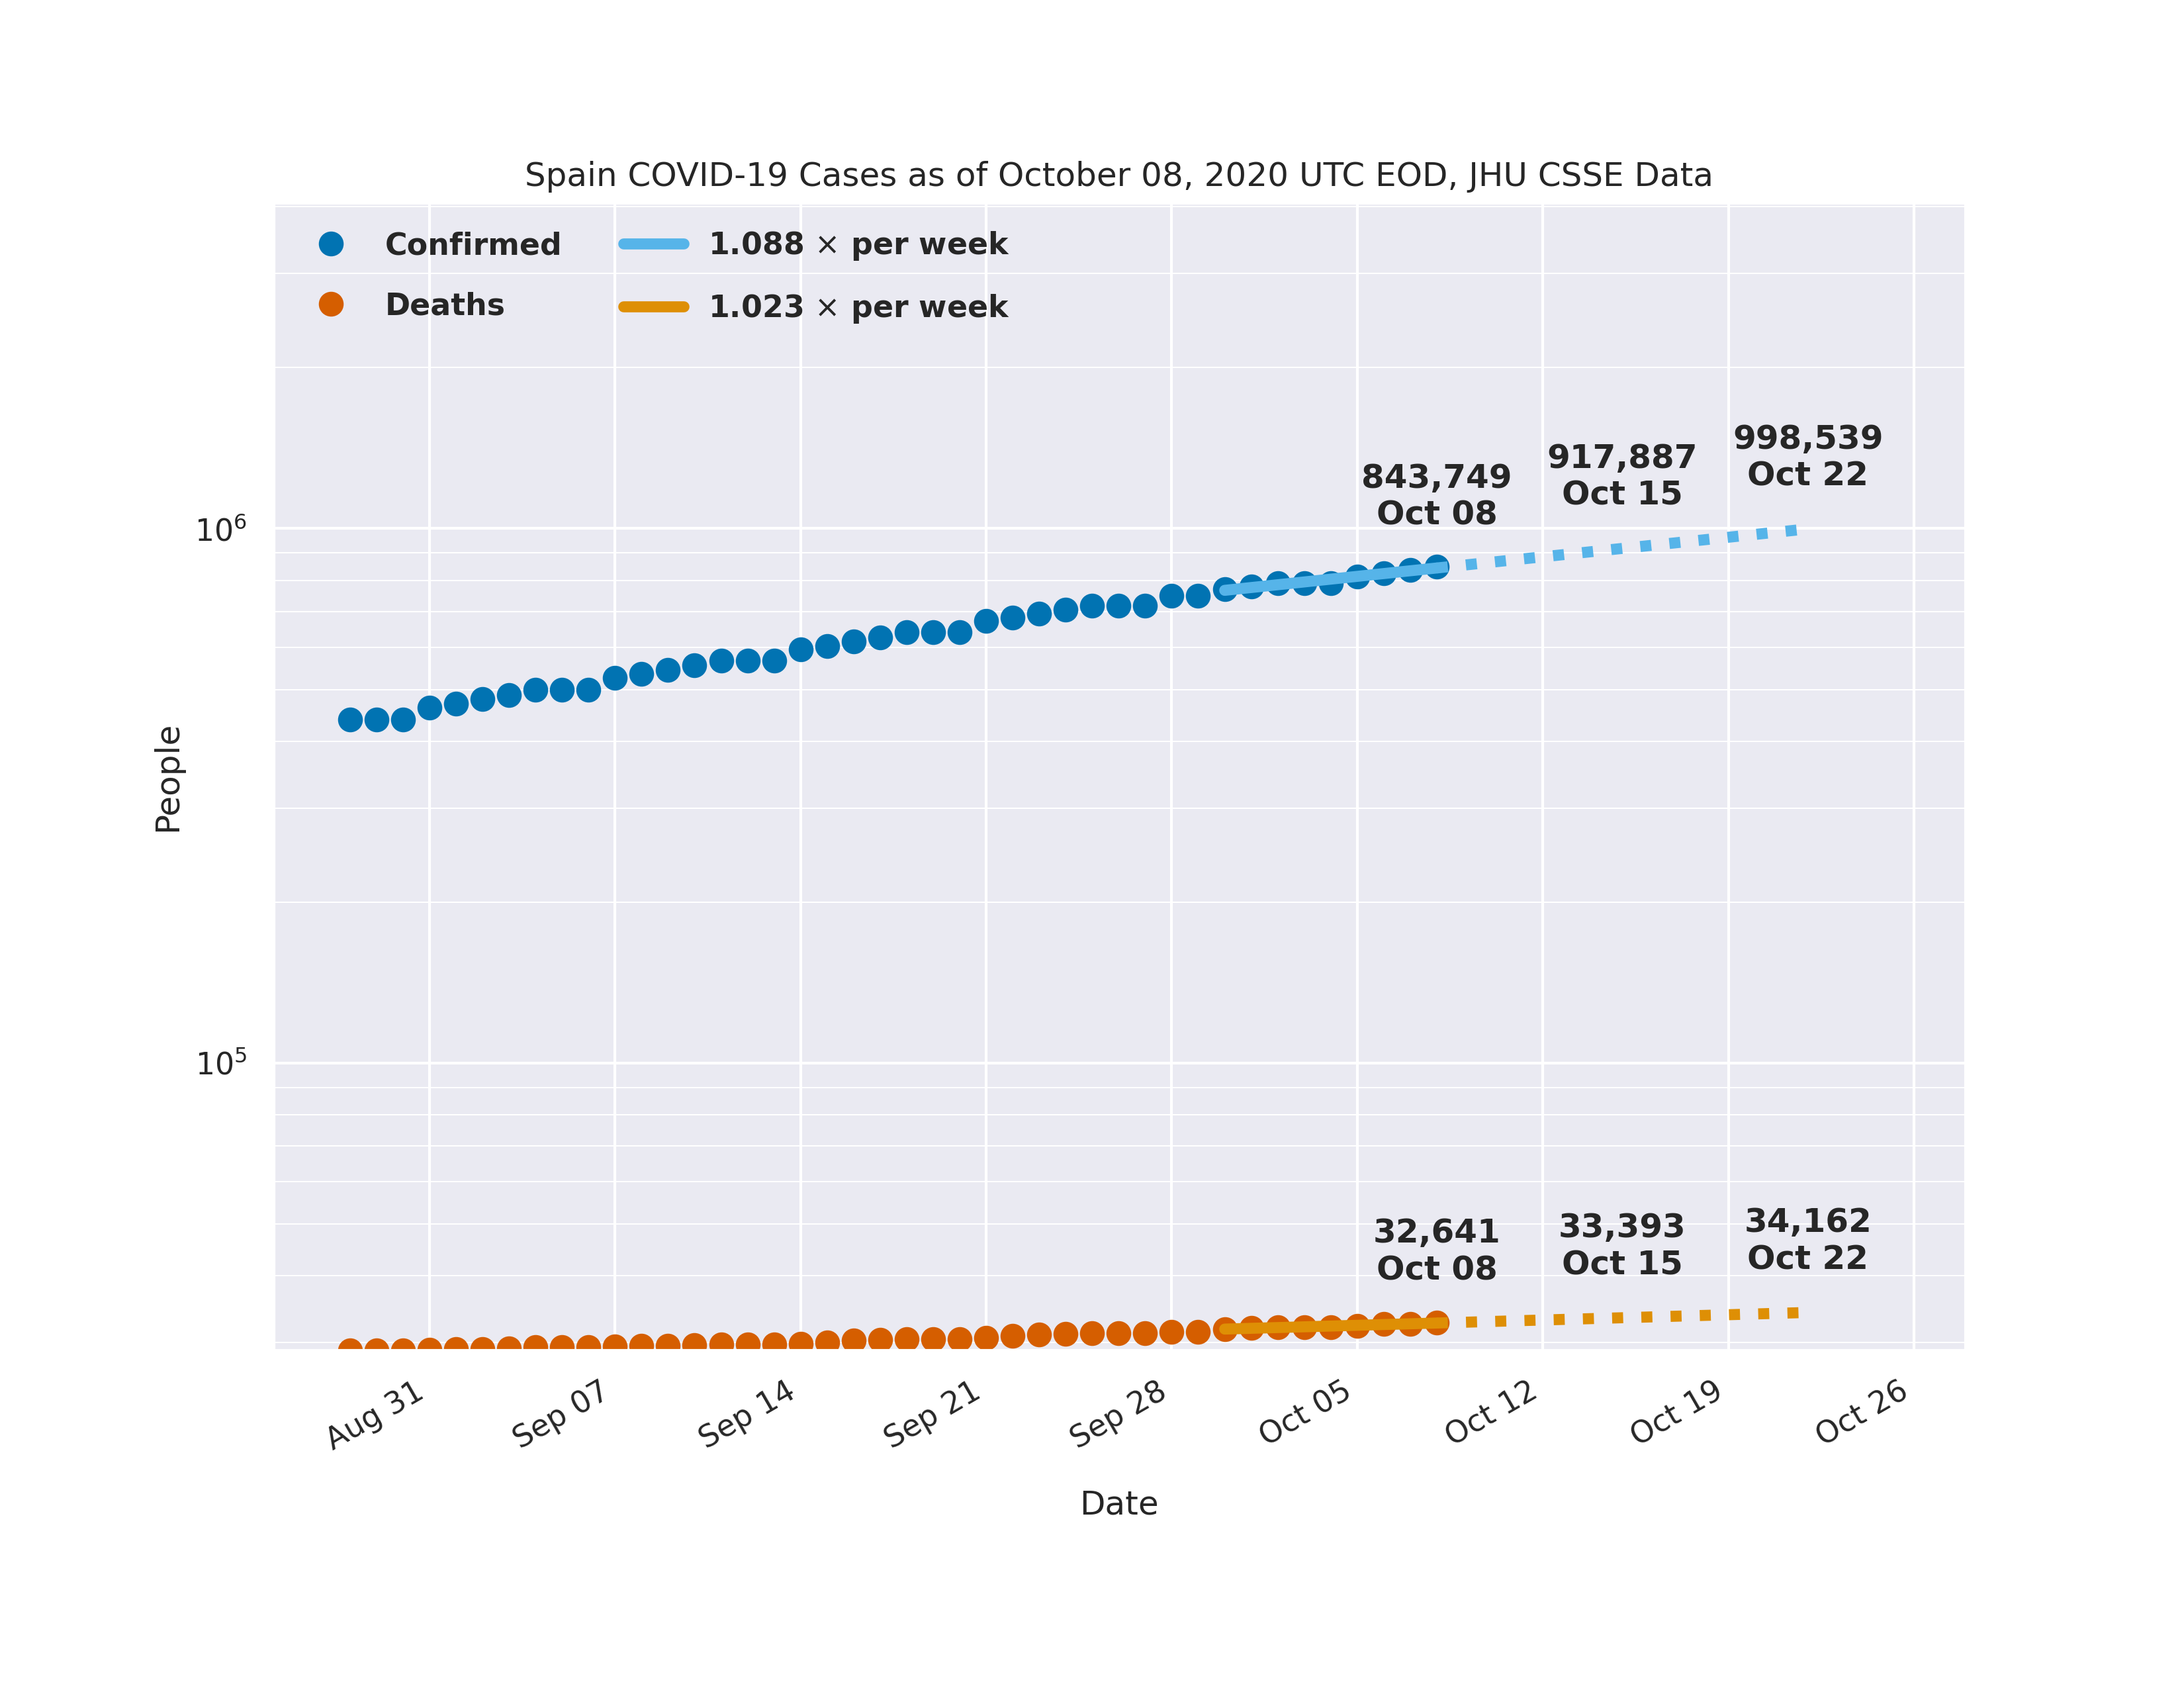 Spain COVID-19 Cases as of October 08, 2020 UTC EOD, JHU CSSE Data
Confirmed
Deaths
1.088 × per week
1.023 × per week
843,749
Oct 08
917,887
Oct 15
998,539
Oct 22
10⁶
People
10⁵
32,641
Oct 08
33,393
Oct 15
34,162
Oct 22
Aug 31
Sep 07
Sep 14
Sep 21
Sep 28
Oct 05
Oct 12
Oct 19
Oct 26
Date